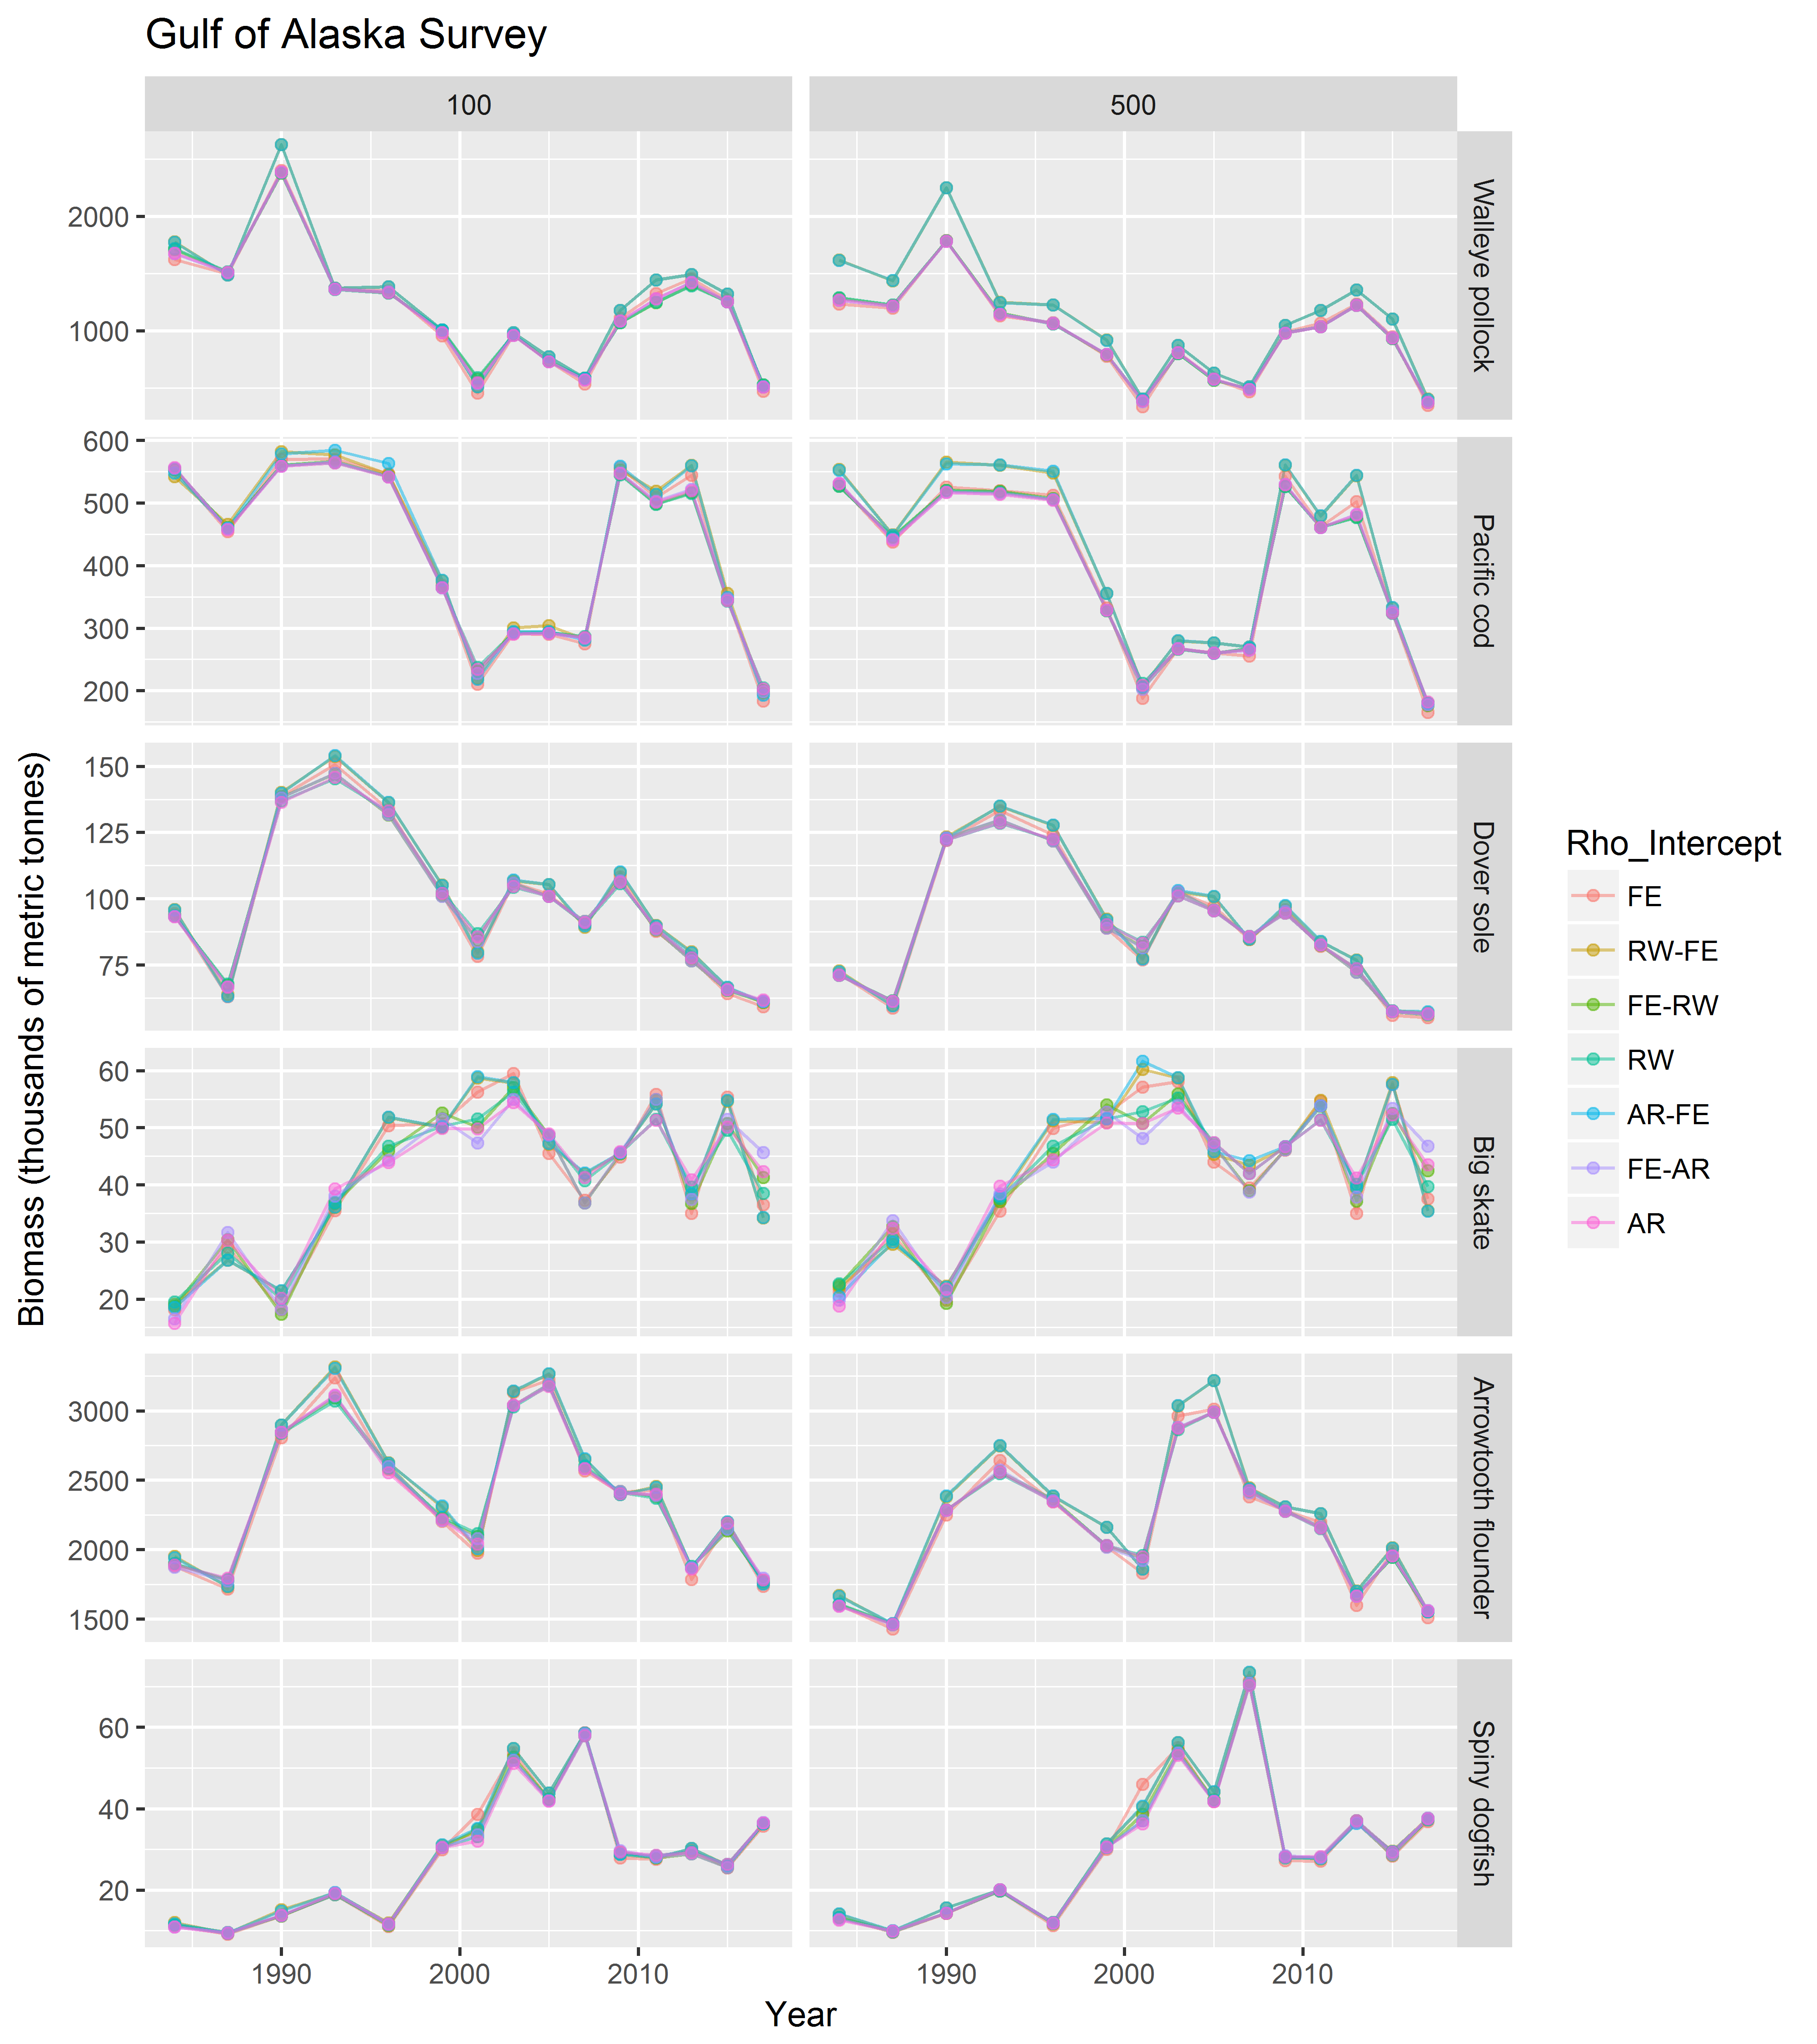 Gulf of Alaska Survey
100
500
2000
1000
Walleye pollock
600
500
400
300
200
Pacific cod
150
125
100
75
Dover sole
60
50
40
30
20
Big skate
3000
2500
2000
1500
Arrowtooth flounder
60
40
20
Spiny dogfish
1990
2000
2010
1990
2000
2010
Year
Biomass (thousands of metric tonnes)
Rho_Intercept
FE
RW-FE
FE-RW
RW
AR-FE
FE-AR
AR